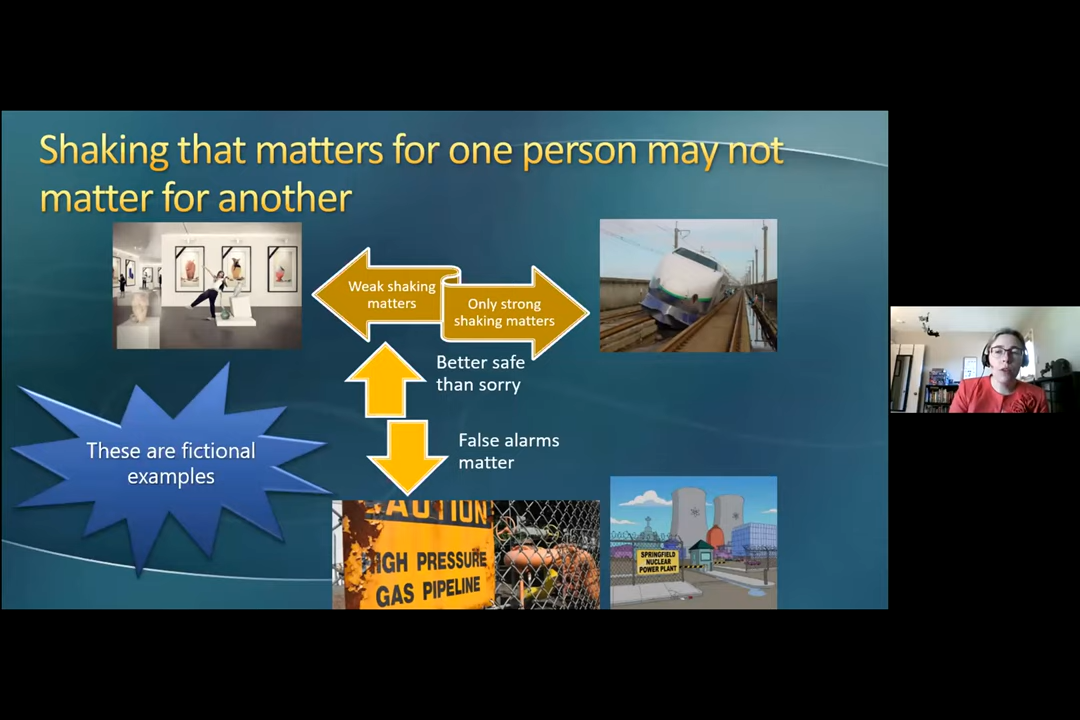 Shaking that matters for one person may not
matter for another
Weak shaking
matters
Only strong
shaking matters
Better safe
than sorry
These are fictional
examples
False alarms
matter
CAUTION
HIGH PRESSURE
GAS PIPELINE
SPRINGFIELD
NUCLEAR
POWER PLANT